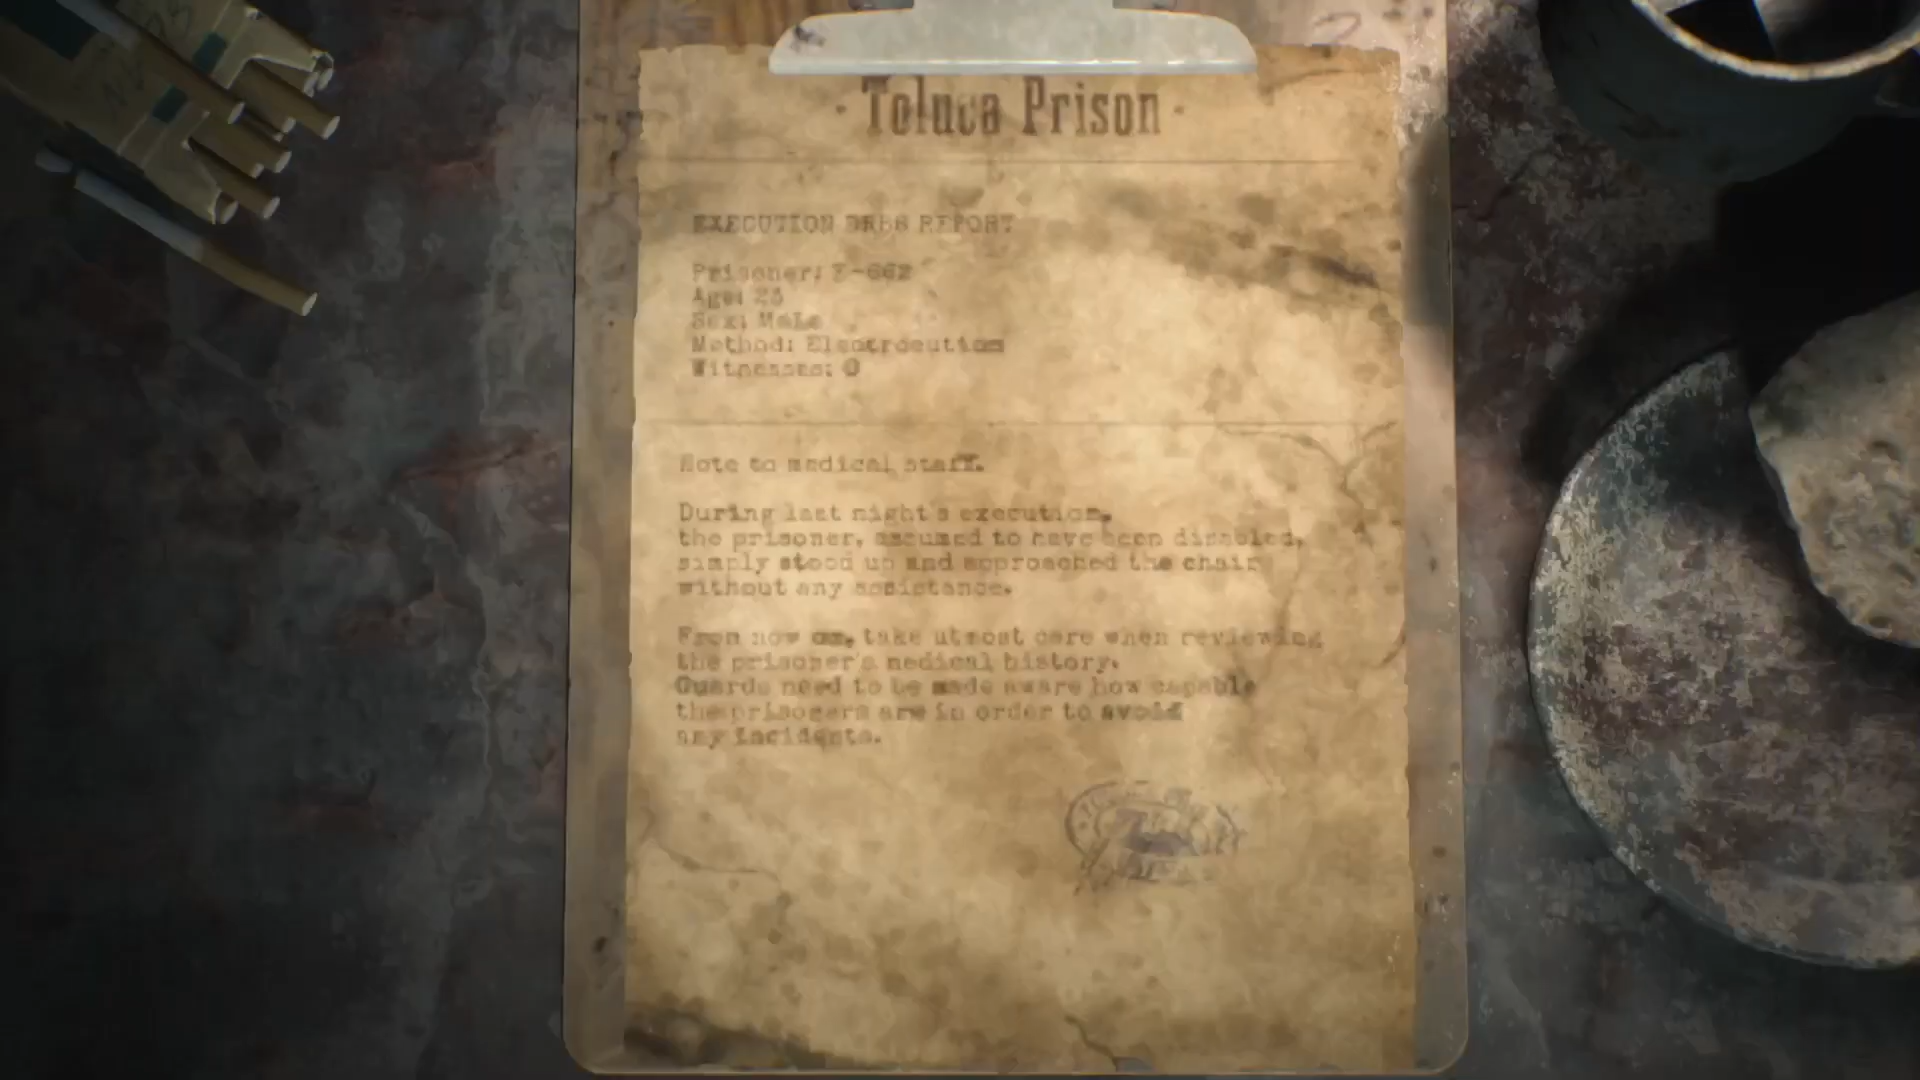 · Toluca Prison ·
EXECUTION REPORT
Prisoner:
Age: 23
Sex: Male
Method: Electrocution
Witnesses: 0
Note to medical staff.
During last night's execution,
the prisoner, assumed to have been disabled,
simply stood up and approached the chair
without any assistance.
From now on, take utmost care when reviewing
the prisoner's medical history.
Guards need to be made aware how capable
the prisoners are in order to avoid
any incidents.